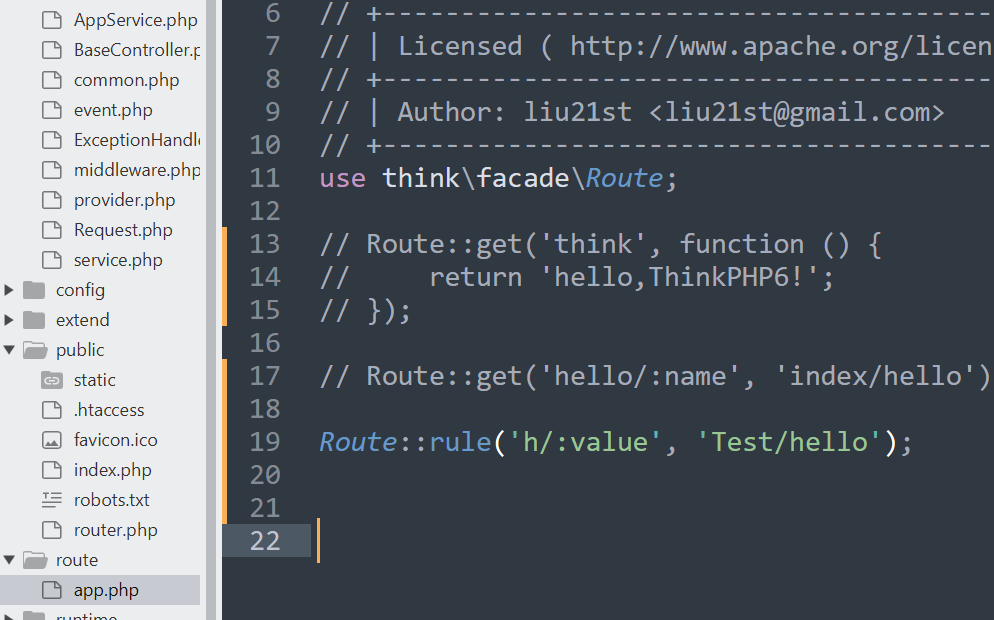 AppService.php
BaseController.p
common.php
event.php
ExceptionHandle
middleware.php
provider.php
Request.php
service.php
config
extend
public
static
.htaccess
favicon.ico
index.php
robots.txt
router.php
route
app.php
runtime
6 // +-------------------------------------------
7 // | Licensed ( http://www.apache.org/licen
8 // +-------------------------------------------
9 // | Author: liu21st <liu21st@gmail.com>
10 // +-------------------------------------------
11 use think\facade\Route;
12
13 // Route::get('think', function () {
14 //     return 'hello,ThinkPHP6!';
15 // });
16
17 // Route::get('hello/:name', 'index/hello')
18
19 Route::rule('h/:value', 'Test/hello');
20
21
22